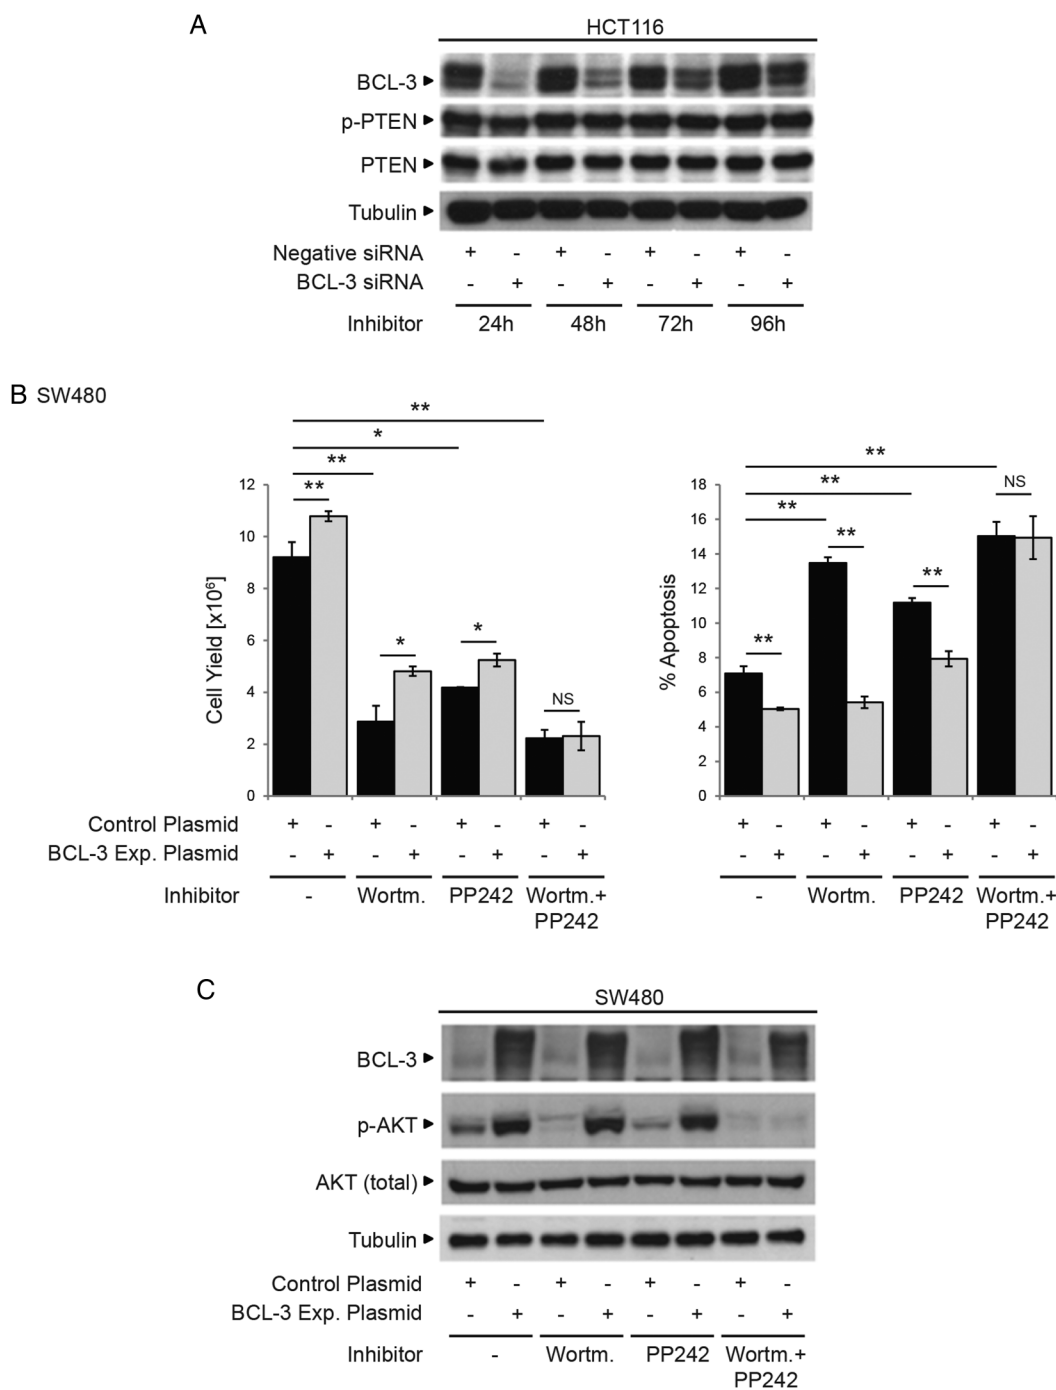 A
HCT116
BCL-3
p-PTEN
PTEN
Tubulin
Negative siRNA + - + - + - + -
BCL-3 siRNA - + - + - + - +
Inhibitor 24h 48h 72h 96h
B SW480
**
*
**
**
*
*
NS
12
10
8
6
4
2
0
Cell Yield [x10⁶]
**
**
**
**
**
**
NS
18
16
14
12
10
8
6
4
2
0
% Apoptosis
Control Plasmid + - + - + - + - + - + - + - + -
BCL-3 Exp. Plasmid - + - + - + - + - + - + - + - +
Inhibitor - Wortm. PP242 Wortm.+ - Wortm. PP242 Wortm.+
PP242 PP242
C
SW480
BCL-3
p-AKT
AKT (total)
Tubulin
Control Plasmid + - + - + - + -
BCL-3 Exp. Plasmid - + - + - + - +
Inhibitor - Wortm. PP242 Wortm.+
PP242